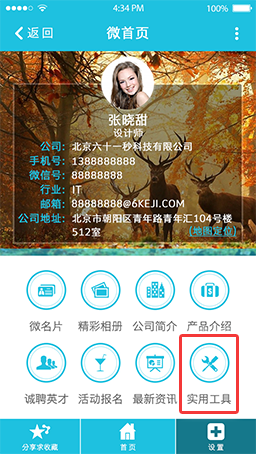 4:34 PM 100%
返回 微首页
张晓甜
设计师
公司: 北京六十一秒科技有限公司
手机号: 1388888888
微信号: 88888888
行业: IT
邮箱: 88888888@6KEJI.COM
公司地址: 北京市朝阳区青年路青年汇104号楼
512室 (地图定位)
微名片 精彩相册 公司简介 产品介绍
诚聘英才 活动报名 最新资讯 实用工具
分享求收藏 首页 设置